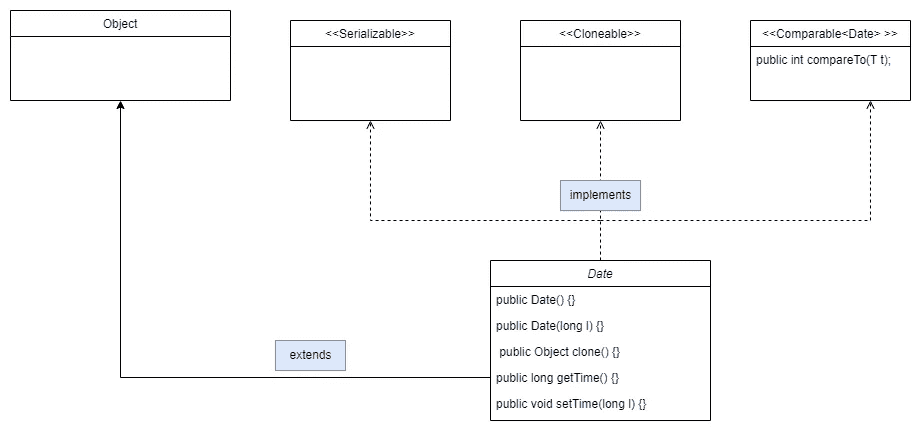 Object
<<Serializable>>
<<Cloneable>>
<<Comparable<Date> >>
public int compareTo(T t);
implements
Date
public Date() {}
public Date(long l) {}
public Object clone() {}
public long getTime() {}
public void setTime(long l) {}
extends